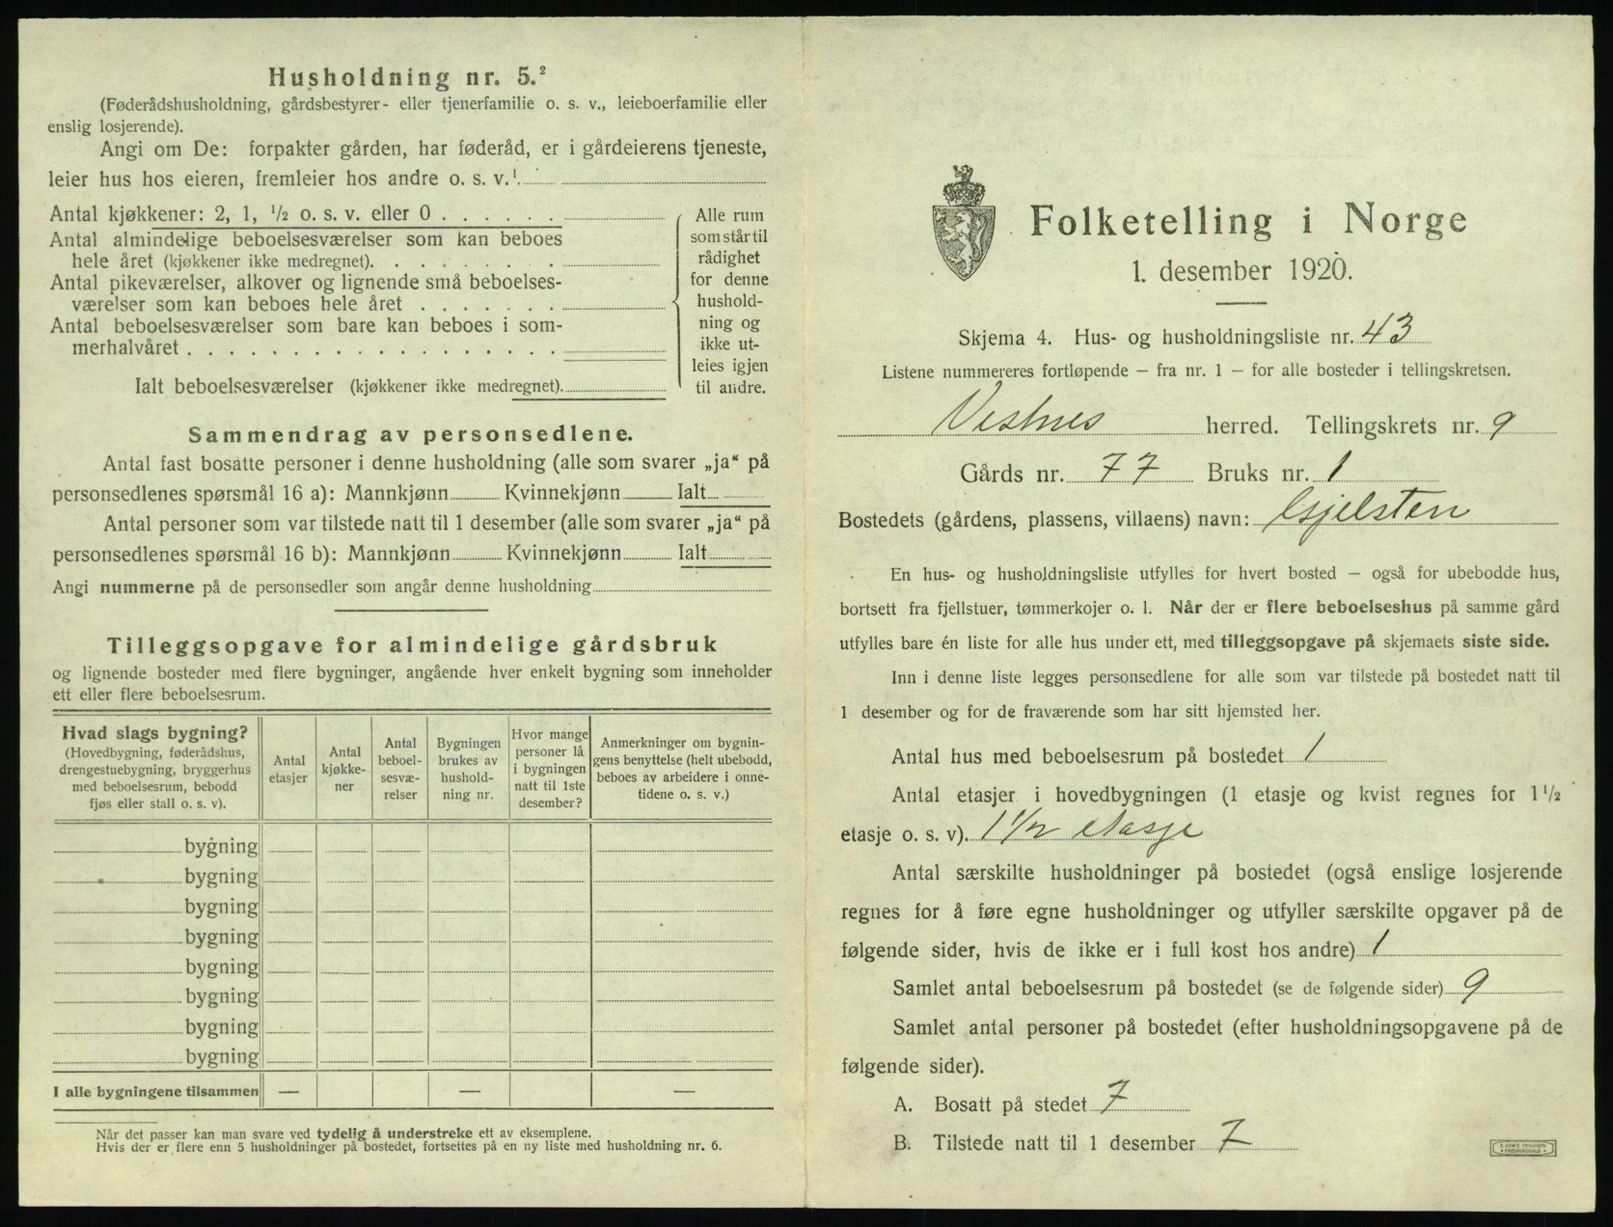 Husholdning nr. 5.²
(Føderådshusholdning, gårdsbestyrer- eller tjenerfamilie o. s. v., leieboerfamilie eller
enslig losjerende).
Angi om De: forpakter gården, har føderåd, er i gårdeierens tjeneste,
leier hus hos eieren, fremleier hos andre o. s. v.¹.
Antal kjøkkener: 2, 1, ½ o. s. v. eller 0 . . . . . .
Antal almindelige beboelsesværelser som kan beboes
hele året (kjøkkener ikke medregnet). . . . . . . .
Antal pikeværelser, alkover og lignende små beboelses-
værelser som kan beboes hele året . . . . . . .
Antal beboelsesværelser som bare kan beboes i som-
merhalvåret . . . . . . . . . . . . . . . . . .
Ialt beboelsesværelser (kjøkkener ikke medregnet).
Alle rum
som står til
rådighet
for denne
hushold-
ning og
ikke ut-
leies igjen
til andre.
Sammendrag av personsedlene.
Antal fast bosatte personer i denne husholdning (alle som svarer „ja“ på
personsedlenes spørsmål 16 a): Mannkjønn Kvinnekjønn Ialt
Antal personer som var tilstede natt til 1 desember (alle som svarer „ja“ på
personsedlenes spørsmål 16 b): Mannkjønn Kvinnekjønn Ialt
Angi nummerne på de personsedler som angår denne husholdning
Tilleggsopgave for almindelige gårdsbruk
og lignende bosteder med flere bygninger, angående hver enkelt bygning som inneholder
ett eller flere beboelsesrum.
Hvad slags bygning?
(Hovedbygning, føderådshus,
drengestuebygning, bryggerhus
med beboelsesrum, bebodd
fjøs eller stall o. s. v).
Antal
etasjer
Antal
kjøkke-
ner
Antal
beboel-
sesvæ-
relser
Bygningen
brukes av
hushold-
ning nr.
Hvor mange
personer lå
i bygningen
natt til 1ste
desember?
Anmerkninger om bygnin-
gens benyttelse (helt ubebodd,
beboes av arbeidere i onne-
tidene o. s. v.)
bygning
bygning
bygning
bygning
bygning
bygning
bygning
bygning
I alle bygningene tilsammen — — —
Når det passer kan man svare ved tydelig å understreke ett av eksemplene.
Hvis der er flere enn 5 husholdninger på bostedet, fortsettes på en ny liste med husholdning nr. 6.
Folketelling i Norge
1. desember 1920.
Skjema 4. Hus- og husholdningsliste nr. 43
Listene nummereres fortløpende — fra nr. 1 — for alle bosteder i tellingskretsen.
Vestnes herred. Tellingskrets nr. 9
Gårds nr. 77 Bruks nr. 1
Bostedets (gårdens, plassens, villaens) navn: Gjelsten
En hus- og husholdningsliste utfylles for hvert bosted — også for ubebodde hus,
bortsett fra fjellstuer, tømmerkojer o. l. Når der er flere beboelseshus på samme gård
utfylles bare én liste for alle hus under ett, med tilleggsopgave på skjemaets siste side.
Inn i denne liste legges personsedlene for alle som var tilstede på bostedet natt til
1 desember og for de fraværende som har sitt hjemsted her.
Antal hus med beboelsesrum på bostedet 1
Antal etasjer i hovedbygningen (1 etasje og kvist regnes for 1½
etasje o. s. v). 1½ etasje
Antal særskilte husholdninger på bostedet (også enslige losjerende
regnes for å føre egne husholdninger og utfyller særskilte opgaver på de
følgende sider, hvis de ikke er i full kost hos andre) 1
Samlet antal beboelsesrum på bostedet (se de følgende sider) 9
Samlet antal personer på bostedet (efter husholdningsopgavene på de
følgende sider).
A. Bosatt på stedet 7
B. Tilstede natt til 1 desember 7